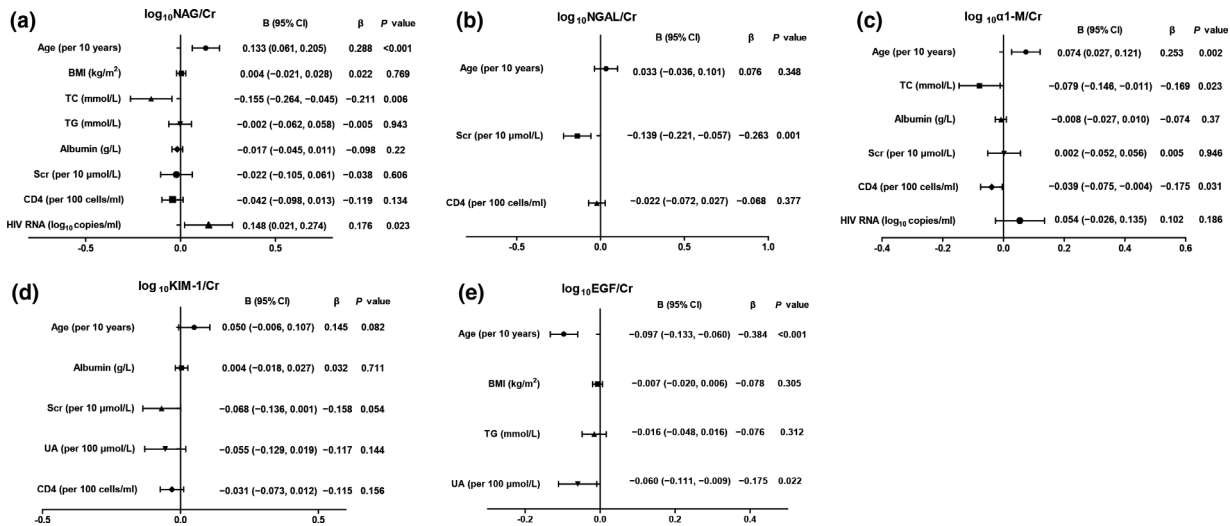 (a)
log10NAG/Cr
B (95% CI) β P value
Age (per 10 years) 0.133 (0.061, 0.205) 0.288 <0.001
BMI (kg/m²) 0.004 (−0.021, 0.028) 0.022 0.769
TC (mmol/L) −0.155 (−0.264, −0.045) −0.211 0.006
TG (mmol/L) −0.002 (−0.062, 0.058) −0.005 0.943
Albumin (g/L) −0.017 (−0.045, 0.011) −0.098 0.22
Scr (per 10 μmol/L) −0.022 (−0.105, 0.061) −0.038 0.606
CD4 (per 100 cells/ml) −0.042 (−0.098, 0.013) −0.119 0.134
HIV RNA (log10 copies/ml) 0.148 (0.021, 0.274) 0.176 0.023
−0.5 0.0 0.5
(b)
log10NGAL/Cr
B (95% CI) β P value
Age (per 10 years) 0.033 (−0.036, 0.101) 0.076 0.348
Scr (per 10 μmol/L) −0.139 (−0.221, −0.057) −0.263 0.001
CD4 (per 100 cells/ml) −0.022 (−0.072, 0.027) −0.068 0.377
−0.5 0.0 0.5 1.0
(c)
log 10α1-M/Cr
B (95% CI) β P value
Age (per 10 years) 0.074 (0.027, 0.121) 0.253 0.002
TC (mmol/L) −0.079 (−0.146, −0.011) −0.169 0.023
Albumin (g/L) −0.008 (−0.027, 0.010) −0.074 0.37
Scr (per 10 μmol/L) 0.002 (−0.052, 0.056) 0.005 0.946
CD4 (per 100 cells/ml) −0.039 (−0.075, −0.004) −0.175 0.031
HIV RNA (log10 copies/ml) 0.054 (−0.026, 0.135) 0.102 0.186
−0.2 0.0 0.2 0.4 0.6
(d)
log10KIM-1/Cr
B (95% CI) β P value
Age (per 10 years) 0.050 (−0.006, 0.107) 0.145 0.082
Albumin (g/L) 0.004 (−0.018, 0.027) 0.032 0.711
Scr (per 10 μmol/L) −0.068 (−0.136, 0.001) −0.158 0.054
UA (per 100 μmol/L) −0.055 (−0.129, 0.019) −0.117 0.144
CD4 (per 100 cells/ml) −0.031 (−0.073, 0.012) −0.115 0.156
0.0 0.5
(e)
log10EGF/Cr
B (95% CI) β P value
Age (per 10 years) −0.097 (−0.133, −0.060) −0.384 <0.001
BMI (kg/m²) −0.007 (−0.020, 0.006) −0.078 0.305
TG (mmol/L) −0.016 (−0.048, 0.016) −0.076 0.312
UA (per 100 μmol/L) −0.060 (−0.111, −0.009) −0.175 0.022
−0.2 0.0 0.2 0.4